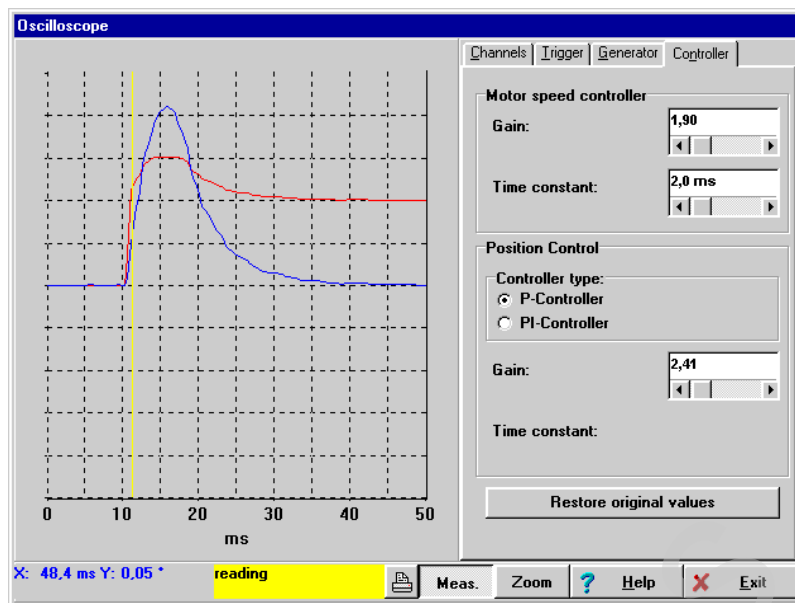 Oscilloscope
Channels Trigger Generator Controller
Motor speed controller
Gain:
1,90
Time constant:
2,0 ms
Position Control
Controller type:
P-Controller
PI-Controller
Gain:
2,41
Time constant:
Restore original values
0 10 20 30 40 50
ms
X: 48,4 ms Y: 0,05 °
reading
Meas.
Zoom
? Help
Exit